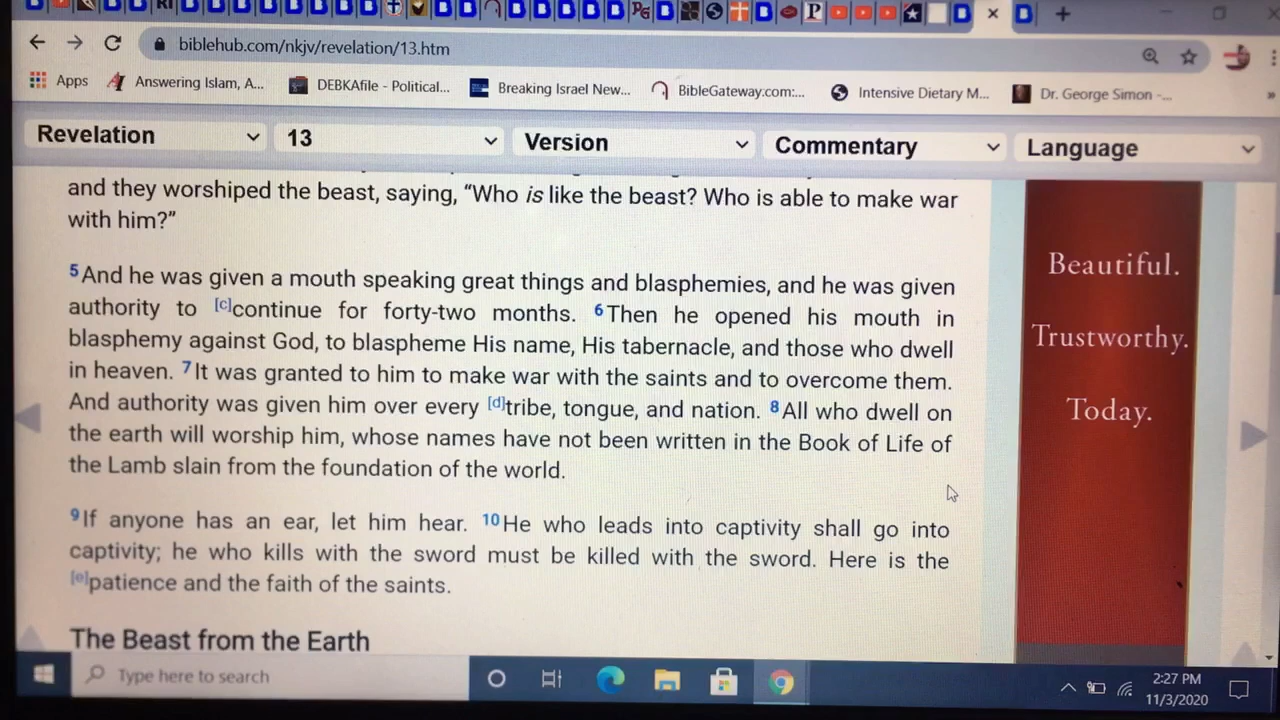 biblehub.com/nkjv/revelation/13.htm
Apps Answering Islam, A... DEBKAfile - Political... Breaking Israel New... BibleGateway.com:... Intensive Dietary M... Dr. George Simon -... »
Revelation 13 Version Commentary Language
and they worshiped the beast, saying, “Who is like the beast? Who is able to make war
with him?”
5And he was given a mouth speaking great things and blasphemies, and he was given
authority to [c]continue for forty-two months. 6Then he opened his mouth in
blasphemy against God, to blaspheme His name, His tabernacle, and those who dwell
in heaven. 7It was granted to him to make war with the saints and to overcome them.
And authority was given him over every [d]tribe, tongue, and nation. 8All who dwell on
the earth will worship him, whose names have not been written in the Book of Life of
the Lamb slain from the foundation of the world.
9If anyone has an ear, let him hear. 10He who leads into captivity shall go into
captivity; he who kills with the sword must be killed with the sword. Here is the
[e]patience and the faith of the saints.
The Beast from the Earth
Beautiful.
Trustworthy.
Today.
Type here to search
2:27 PM
11/3/2020